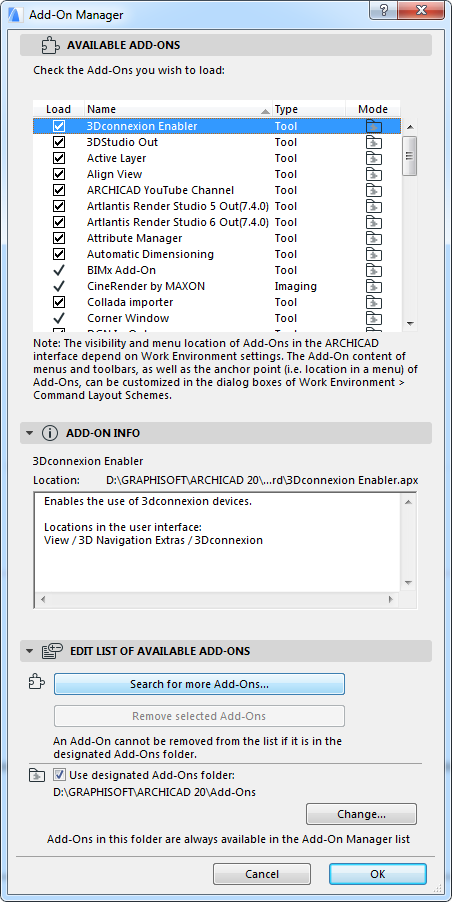 Add-On Manager
AVAILABLE ADD-ONS
Check the Add-Ons you wish to load:
Load Name Type Mode
3Dconnexion Enabler Tool
3DStudio Out Tool
Active Layer Tool
Align View Tool
ARCHICAD YouTube Channel Tool
Artlantis Render Studio 5 Out(7.4.0) Tool
Artlantis Render Studio 6 Out(7.4.0) Tool
Attribute Manager Tool
Automatic Dimensioning Tool
BIMx Add-On Tool
CineRender by MAXON Imaging
Collada importer Tool
Corner Window Tool
Note: The visibility and menu location of Add-Ons in the ARCHICAD
interface depend on Work Environment settings. The Add-On content of
menus and toolbars, as well as the anchor point (i.e. location in a menu) of
Add-Ons, can be customized in the dialog boxes of Work Environment >
Command Layout Schemes.
ADD-ON INFO
3Dconnexion Enabler
Location: D:\GRAPHISOFT\ARCHICAD 20\...rd\3Dconnexion Enabler.apx
Enables the use of 3dconnexion devices.
Locations in the user interface:
View / 3D Navigation Extras / 3Dconnexion
EDIT LIST OF AVAILABLE ADD-ONS
Search for more Add-Ons...
Remove selected Add-Ons
An Add-On cannot be removed from the list if it is in the
designated Add-Ons folder.
Use designated Add-Ons folder:
D:\GRAPHISOFT\ARCHICAD 20\Add-Ons
Change...
Add-Ons in this folder are always available in the Add-On Manager list
Cancel OK